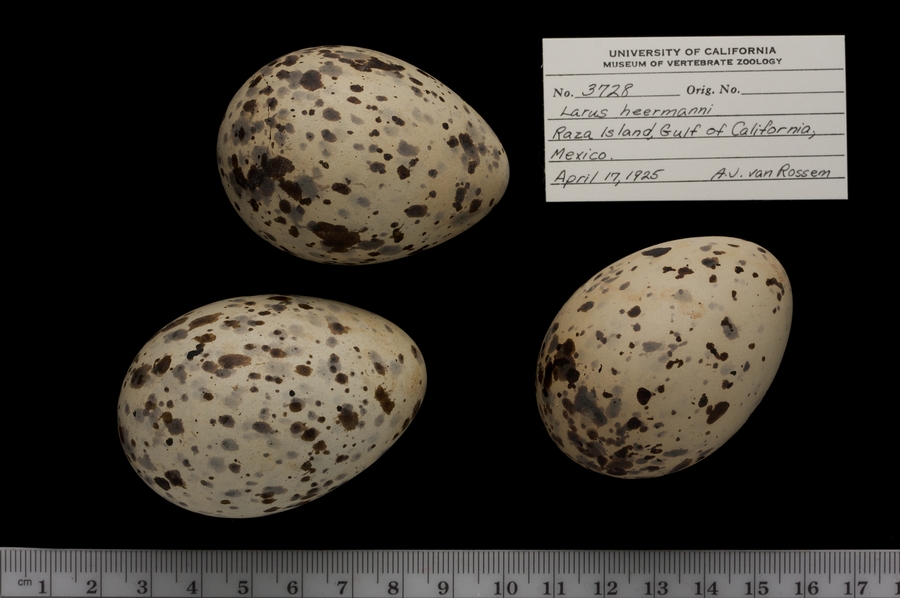 UNIVERSITY OF CALIFORNIA
MUSEUM OF VERTEBRATE ZOOLOGY
No. 3728 Orig. No.
Larus heermanni
Raza Island, Gulf of California,
Mexico.
April 17, 1925 A.J. van Rossem
cm 1 2 3 4 5 6 7 8 9 10 11 12 13 14 15 16 17